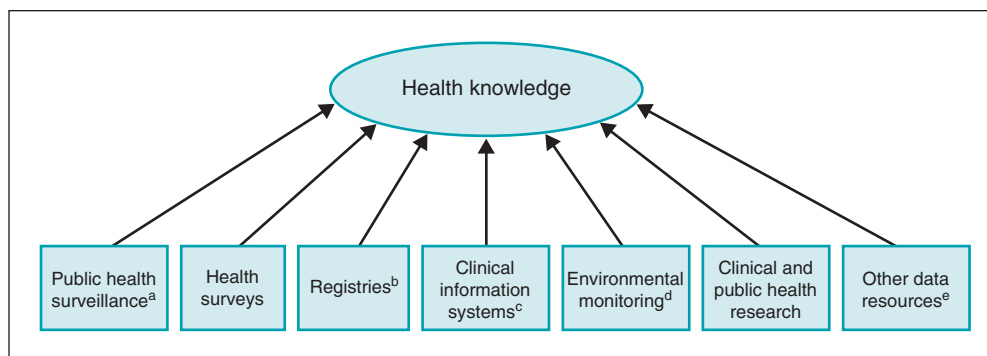 Health knowledge
Public health
surveillanceᵃ
Health
surveys
Registriesᵇ
Clinical
information
systemsᶜ
Environmental
monitoringᵈ
Clinical and
public health
research
Other data
resourcesᵉ